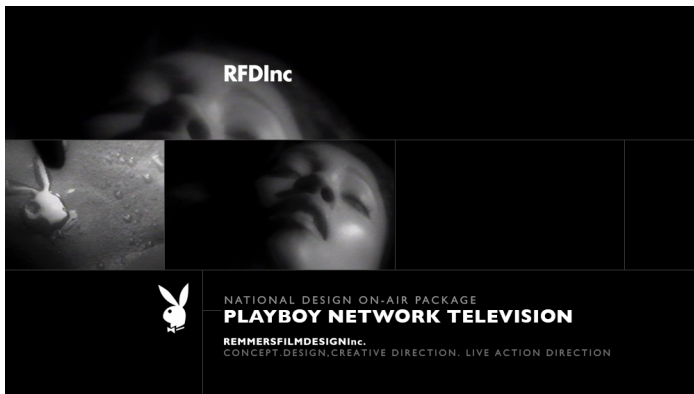 RFDInc
NATIONAL DESIGN ON-AIR PACKAGE
PLAYBOY NETWORK TELEVISION
REMMERSFILMDESIGNInc.
CONCEPT.DESIGN,CREATIVE DIRECTION. LIVE ACTION DIRECTION